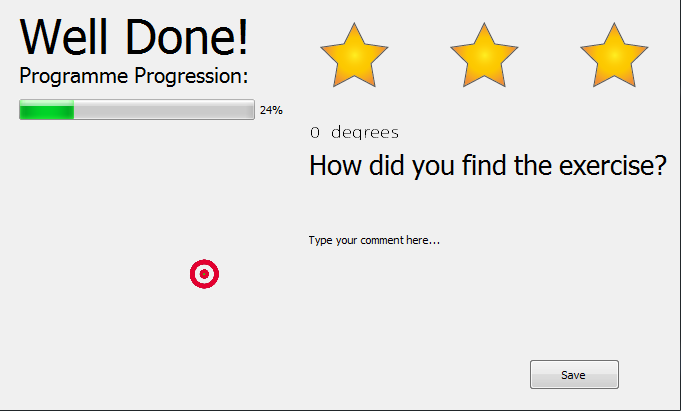 Well Done!
Programme Progression:
24%
0 degrees
How did you find the exercise?
Type your comment here...
Save